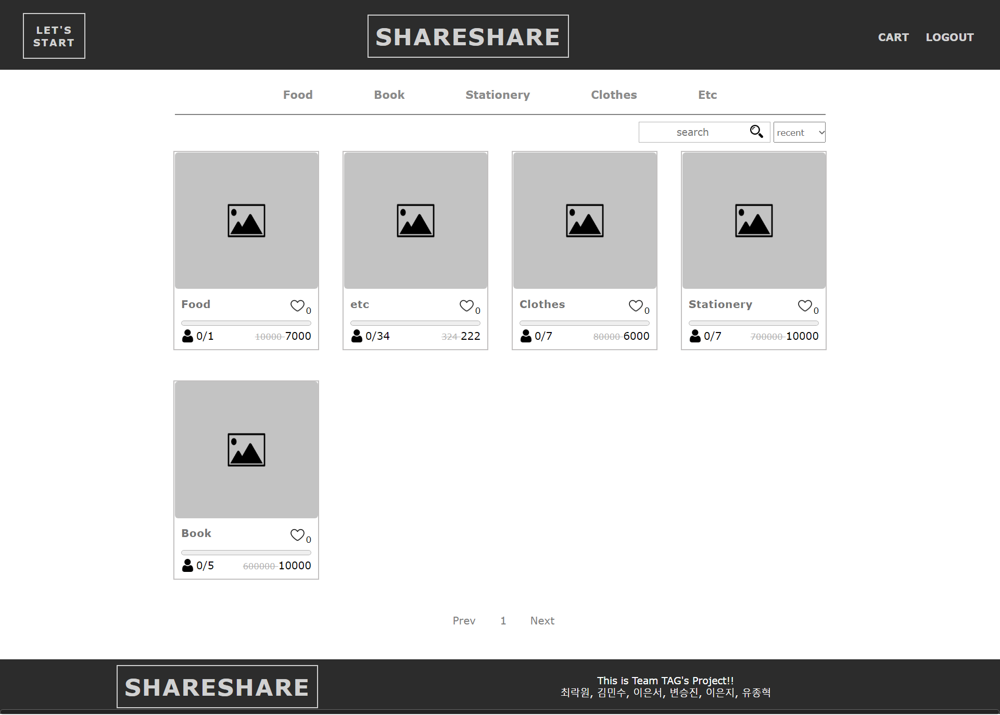 LET'S
START
SHARESHARE
CART LOGOUT
Food Book Stationery Clothes Etc
search recent
Food 0
0/1 10000 7000
etc 0
0/34 324 222
Clothes 0
0/7 80000 6000
Stationery 0
0/7 700000 10000
Book 0
0/5 600000 10000
Prev 1 Next
SHARESHARE
This is Team TAG's Project!!
최락원, 김민수, 이은서, 변승진, 이은지, 유종혁